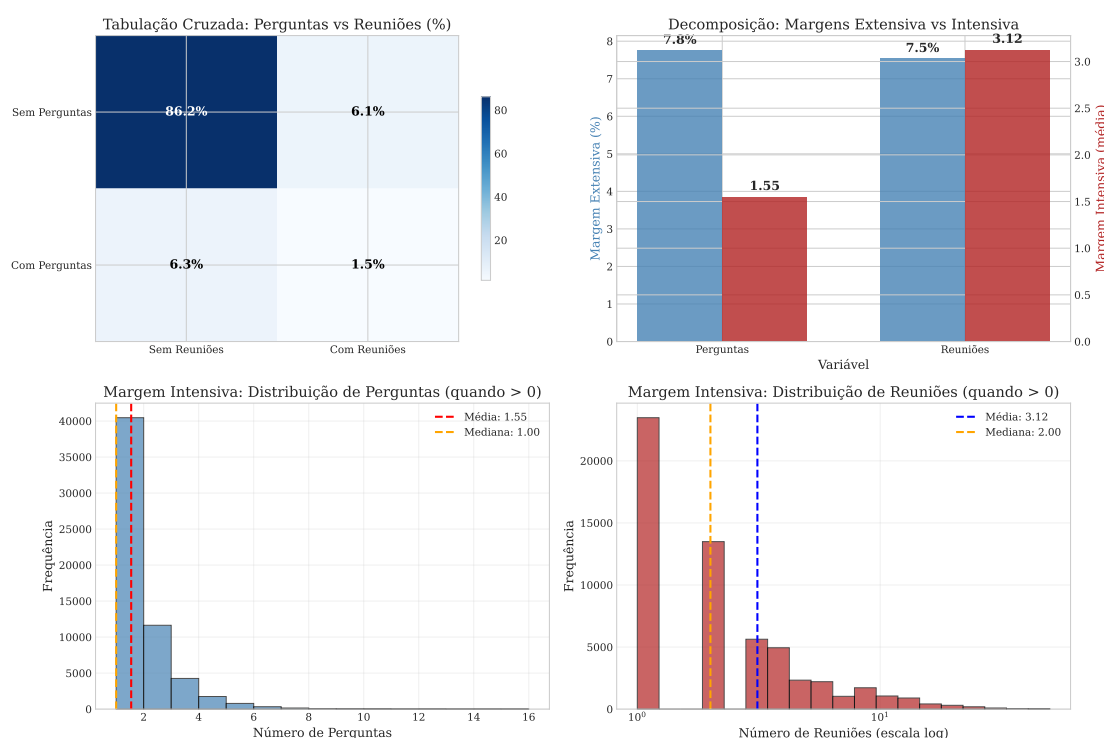 Tabulação Cruzada: Perguntas vs Reuniões (%)
Sem Perguntas
Com Perguntas
86.2%
6.1%
6.3%
1.5%
Sem Reuniões
Com Reuniões
80
60
40
20
Decomposição: Margens Extensiva vs Intensiva
Margem Extensiva (%)
8
7
6
5
4
3
2
1
0
7.8%
1.55
7.5%
3.12
3.0
2.5
2.0
1.5
1.0
0.5
0.0
Margem Intensiva (média)
Perguntas
Reuniões
Variável
Margem Intensiva: Distribuição de Perguntas (quando > 0)
Média: 1.55
Mediana: 1.00
Frequência
40000
35000
30000
25000
20000
15000
10000
5000
0
2
4
6
8
10
12
14
16
Número de Perguntas
Margem Intensiva: Distribuição de Reuniões (quando > 0)
Média: 3.12
Mediana: 2.00
Frequência
20000
15000
10000
5000
0
10⁰
10¹
Número de Reuniões (escala log)